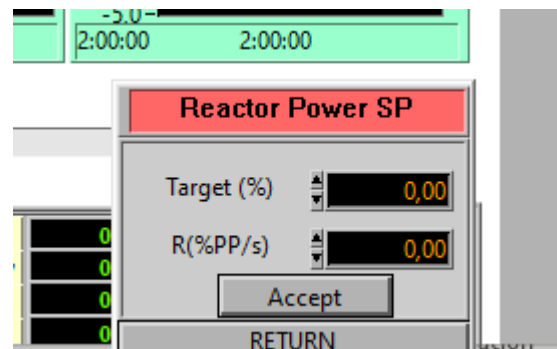 -5.0
2:00:00 2:00:00
Reactor Power SP
Target (%) 0,00
R(%PP/s) 0,00
0
0
Accept
0
0
RETURN